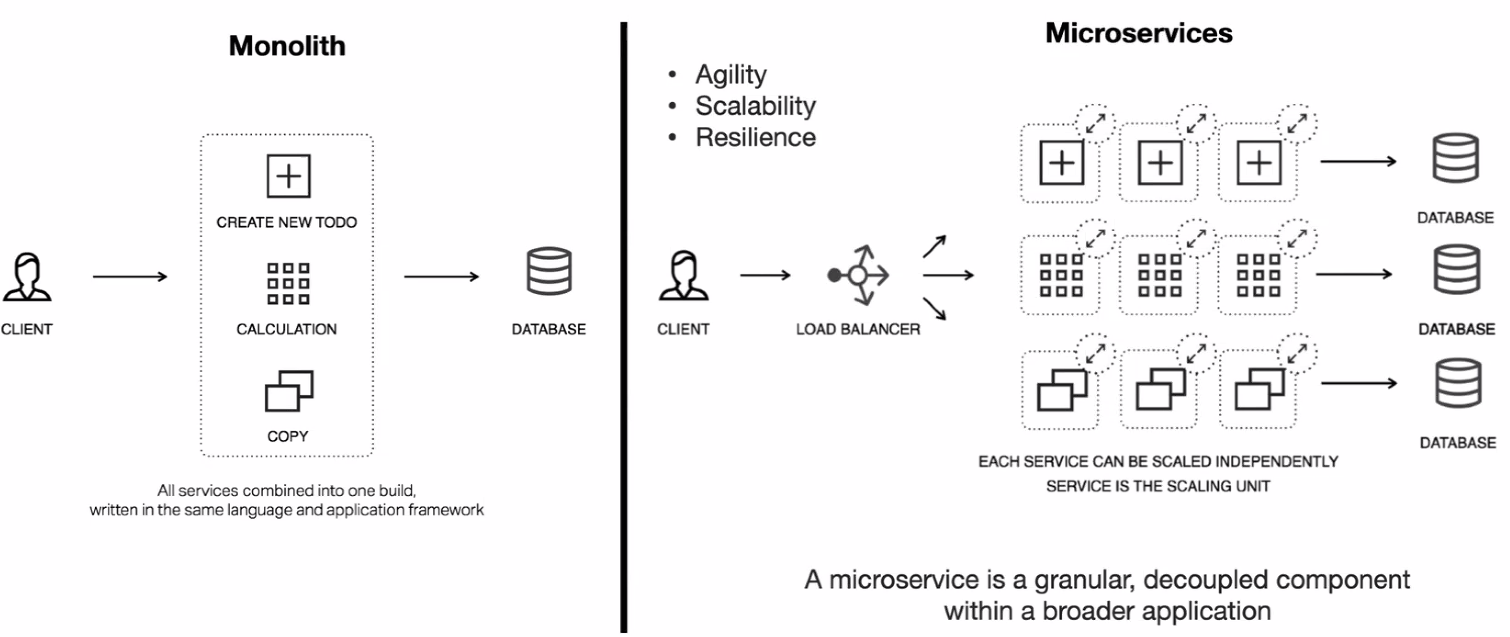 Monolith
CREATE NEW TODO
CALCULATION
COPY
CLIENT
DATABASE
All services combined into one build,
written in the same language and application framework
Microservices
• Agility
• Scalability
• Resilience
CLIENT
LOAD BALANCER
DATABASE
DATABASE
DATABASE
EACH SERVICE CAN BE SCALED INDEPENDENTLY
SERVICE IS THE SCALING UNIT
A microservice is a granular, decoupled component
within a broader application